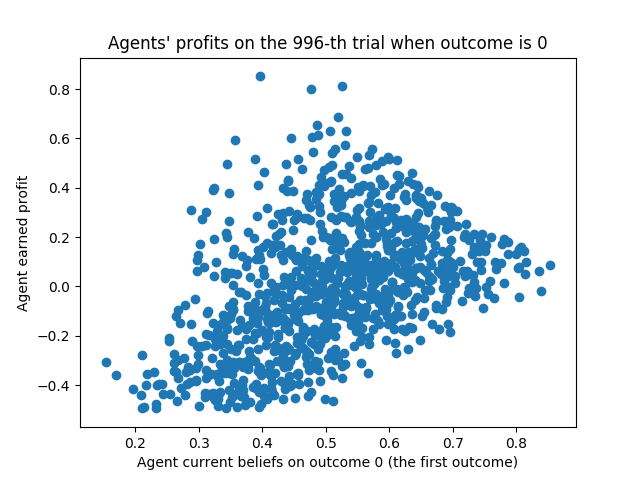 Agents' profits on the 996-th trial when outcome is 0
0.8
0.6
0.4
0.2
0.0
−0.2
−0.4
Agent earned profit
0.2 0.3 0.4 0.5 0.6 0.7 0.8
Agent current beliefs on outcome 0 (the first outcome)